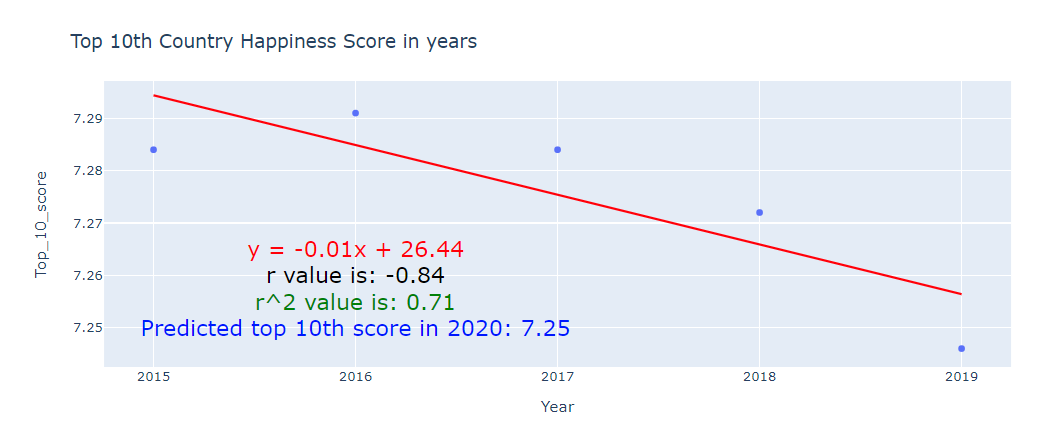 Top 10th Country Happiness Score in years
Top_10_score
7.29
7.28
7.27
7.26
7.25
y = -0.01x + 26.44
r value is: -0.84
r^2 value is: 0.71
Predicted top 10th score in 2020: 7.25
2015 2016 2017 2018 2019
Year